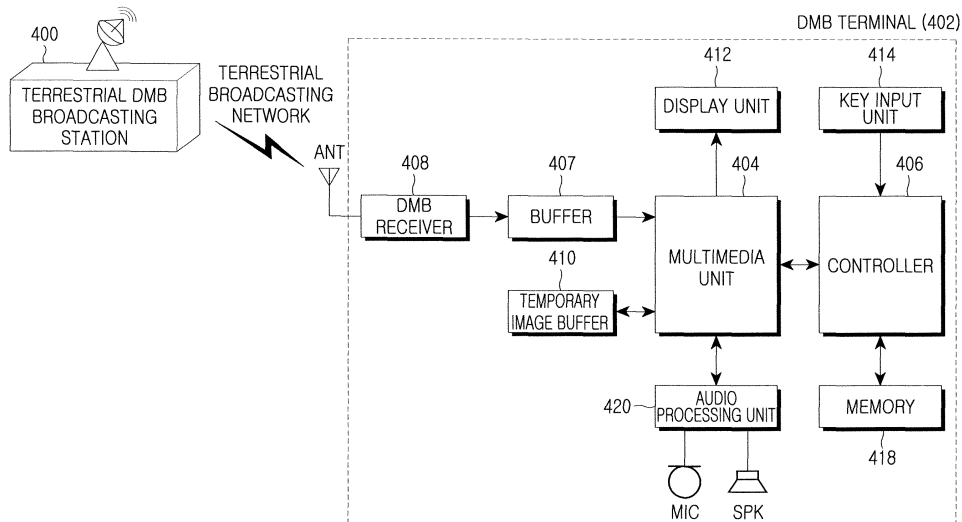 DMB TERMINAL (402)
400
TERRESTRIAL DMB
BROADCASTING
STATION
TERRESTRIAL
BROADCASTING
NETWORK
ANT
412
DISPLAY UNIT
414
KEY INPUT
UNIT
408
DMB
RECEIVER
407
BUFFER
404
MULTIMEDIA
UNIT
406
CONTROLLER
410
TEMPORARY
IMAGE BUFFER
420
AUDIO
PROCESSING UNIT
MEMORY
418
MIC
SPK